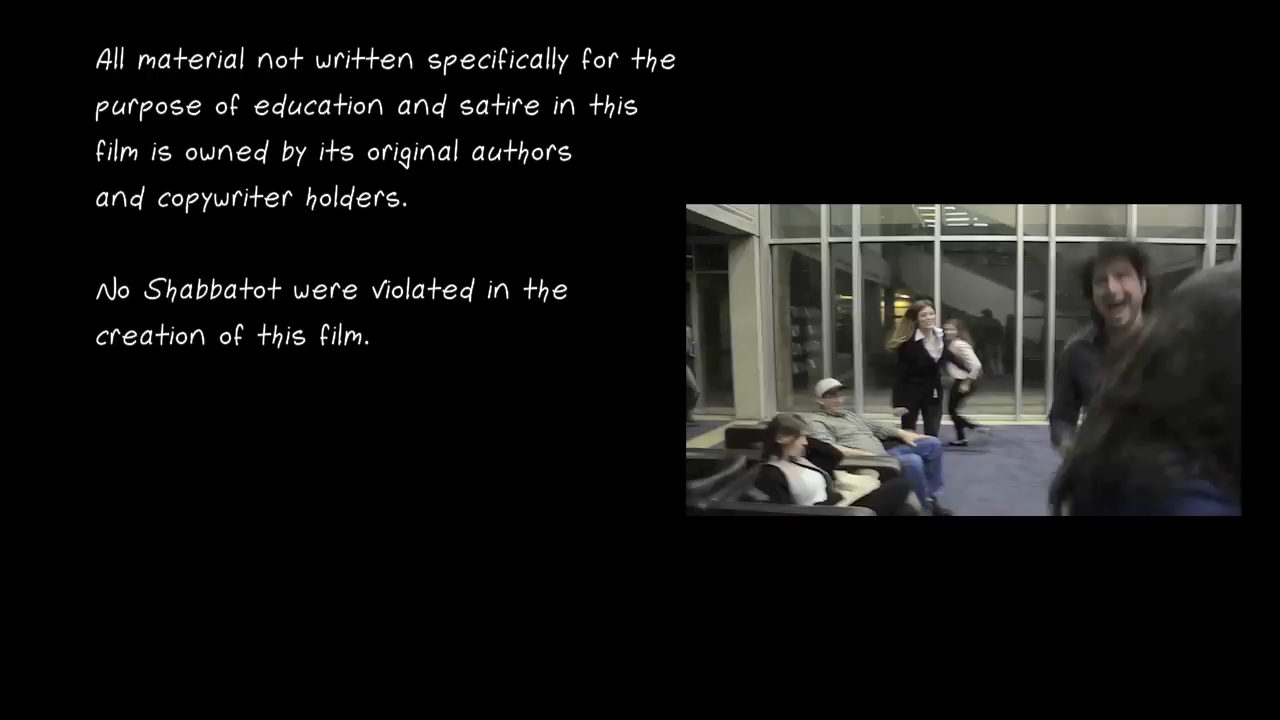 All material not written specifically for the
purpose of education and satire in this
film is owned by its original authors
and copywriter holders.
No Shabbatot were violated in the
creation of this film.